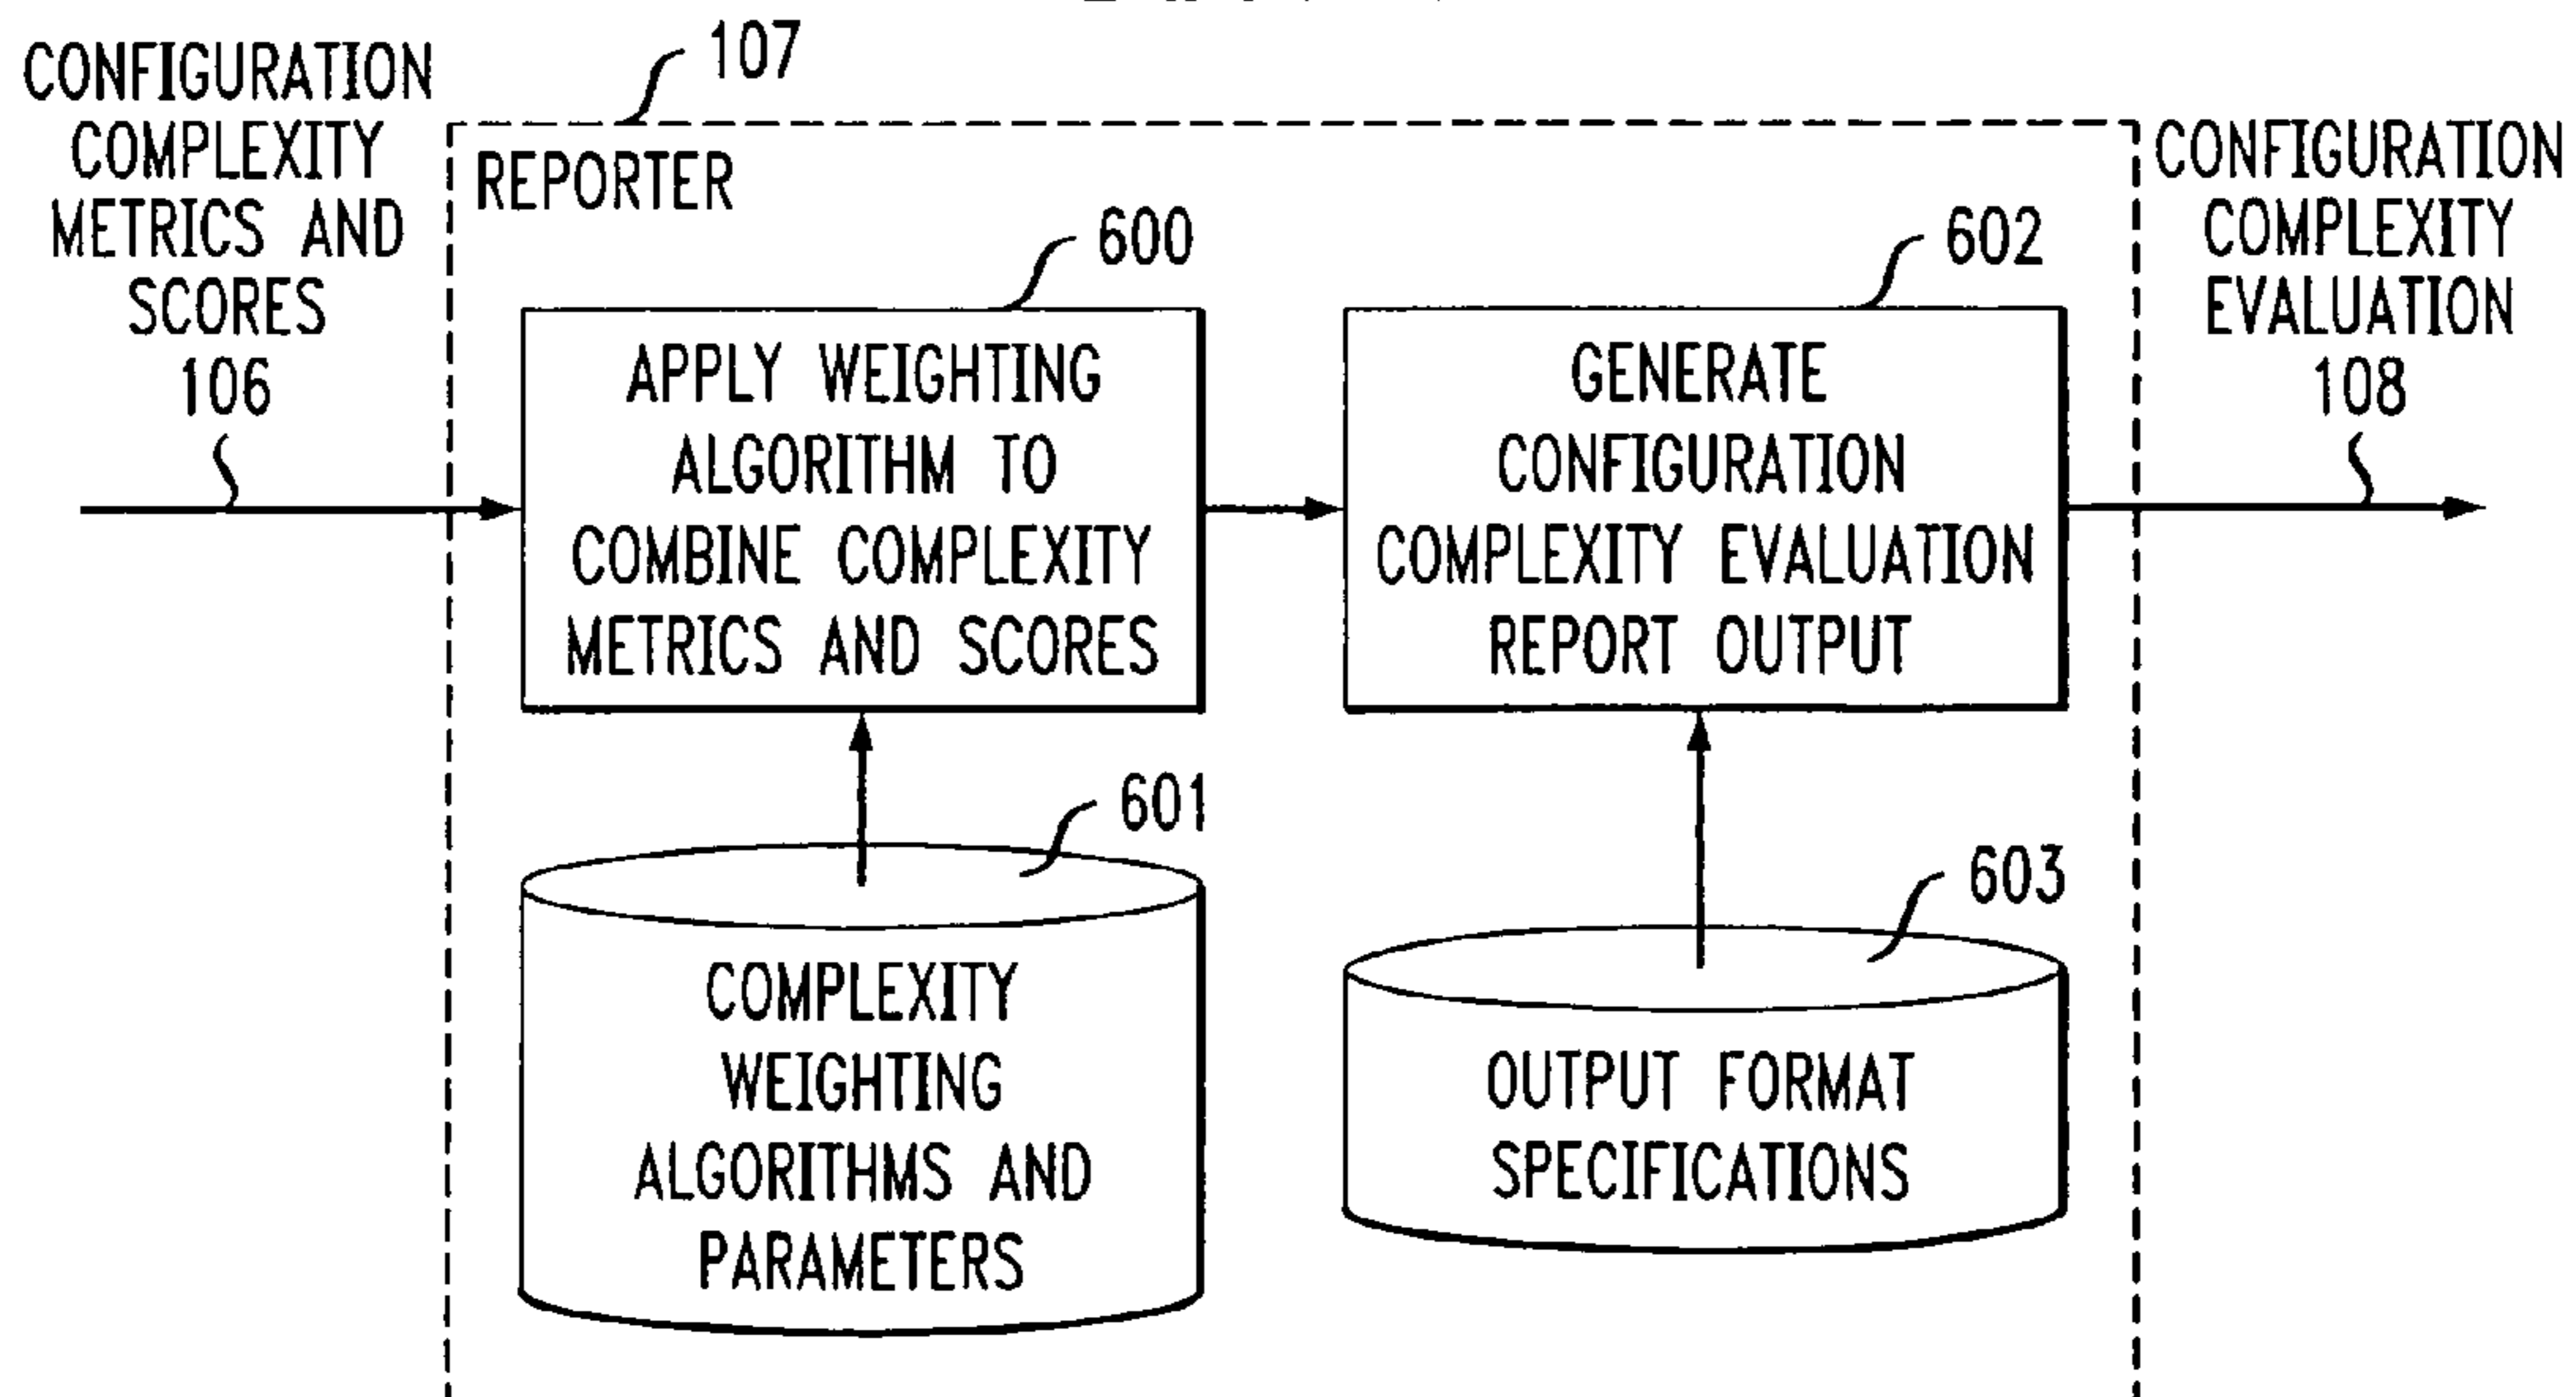 107
CONFIGURATION
COMPLEXITY
METRICS AND
SCORES
106
REPORTER
CONFIGURATION
COMPLEXITY
EVALUATION
108
600
APPLY WEIGHTING
ALGORITHM TO
COMBINE COMPLEXITY
METRICS AND SCORES
602
GENERATE
CONFIGURATION
COMPLEXITY EVALUATION
REPORT OUTPUT
601
COMPLEXITY
WEIGHTING
ALGORITHMS AND
PARAMETERS
603
OUTPUT FORMAT
SPECIFICATIONS